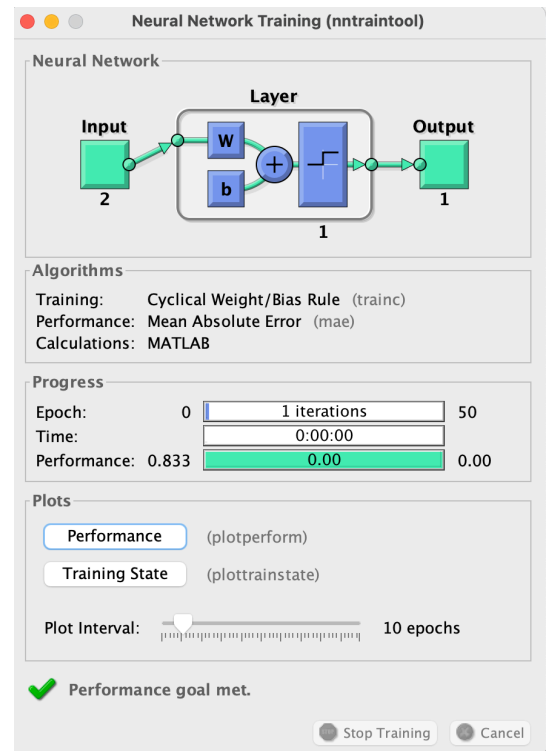 Neural Network Training (nntraintool)
Neural Network
Layer
Input
Output
W
b
+
2
1
1
Algorithms
Training: Cyclical Weight/Bias Rule (trainc)
Performance: Mean Absolute Error (mae)
Calculations: MATLAB
Progress
Epoch: 0 1 iterations 50
Time: 0:00:00
Performance: 0.833 0.00 0.00
Plots
Performance (plotperform)
Training State (plottrainstate)
Plot Interval: 10 epochs
Performance goal met.
Stop Training Cancel